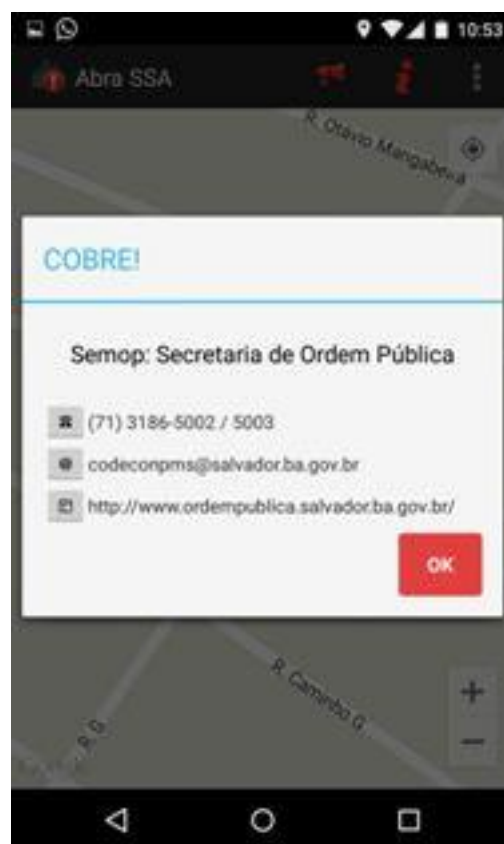 10:53
Abra SSA
R. Otávio Mangabeira
COBRE!
Semop: Secretaria de Ordem Pública
(71) 3186-5002 / 5003
codeconpms@salvador.ba.gov.br
http://www.ordempublica.salvador.ba.gov.br/
OK
R. Caminho G
R. G.